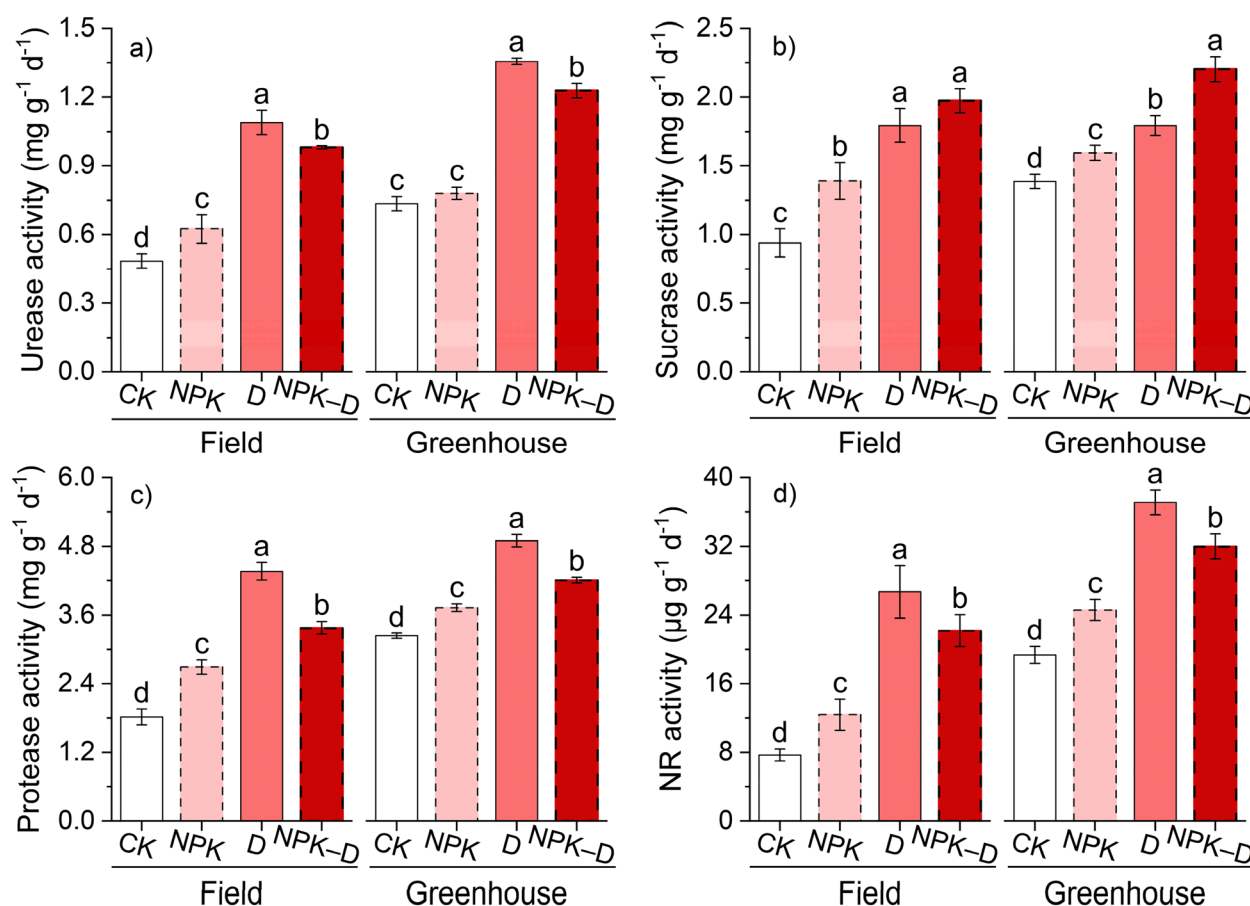 a)
Urease activity (mg g⁻¹ d⁻¹)
1.5
1.2
0.9
0.6
0.3
0.0
d
c
a
b
c
c
a
b
CK
NPK
D
NPK–D
CK
NPK
D
NPK–D
Field
Greenhouse
b)
Sucrase activity (mg g⁻¹ d⁻¹)
2.5
2.0
1.5
1.0
0.5
0.0
c
b
a
a
d
c
b
a
CK
NPK
D
NPK–D
CK
NPK
D
NPK–D
Field
Greenhouse
c)
Protease activity (mg g⁻¹ d⁻¹)
6.0
4.8
3.6
2.4
1.2
0.0
d
c
a
b
d
c
a
b
CK
NPK
D
NPK–D
CK
NPK
D
NPK–D
Field
Greenhouse
d)
NR activity (µg g⁻¹ d⁻¹)
40
32
24
16
8
0
d
c
a
b
d
c
a
b
CK
NPK
D
NPK–D
CK
NPK
D
NPK–D
Field
Greenhouse